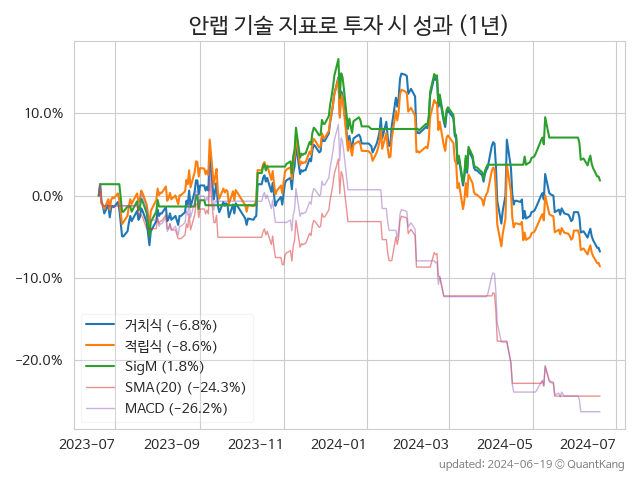 안랩 기술 지표로 투자 시 성과 (1년)
10.0%
0.0%
−10.0%
−20.0%
거치식 (−6.8%)
적립식 (−8.6%)
SigM (1.8%)
SMA(20) (−24.3%)
MACD (−26.2%)
2023-07 2023-09 2023-11 2024-01 2024-03 2024-05 2024-07
updated: 2024-06-19 ⓒ QuantKang